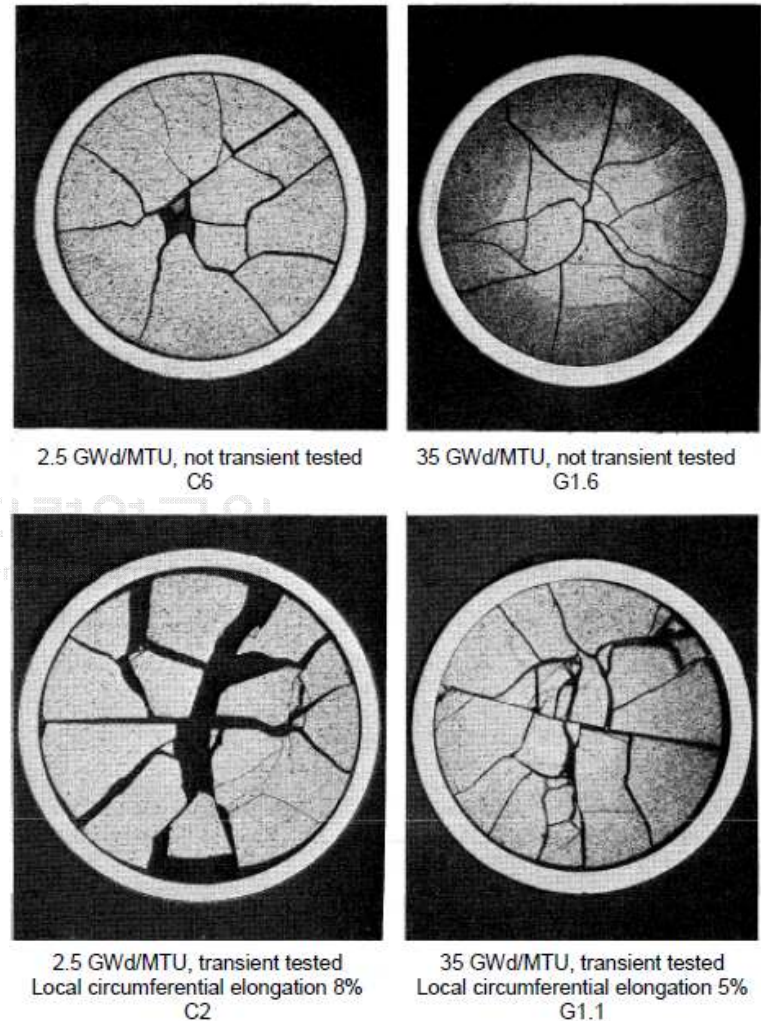 2.5 GWd/MTU, not transient tested
C6
35 GWd/MTU, not transient tested
G1.6
2.5 GWd/MTU, transient tested
Local circumferential elongation 8%
C2
35 GWd/MTU, transient tested
Local circumferential elongation 5%
G1.1